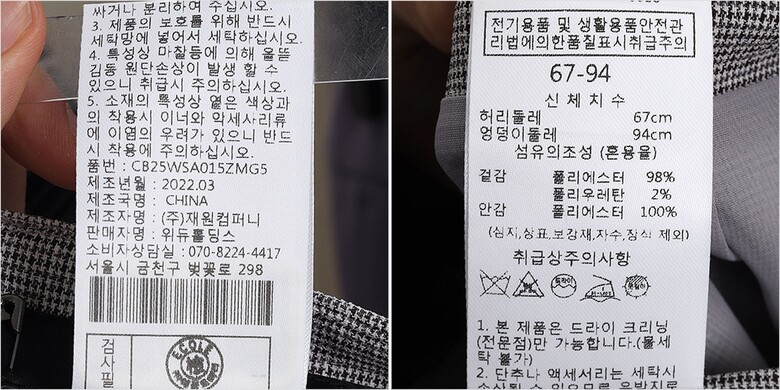 싸거나 분리하여 주십시오.
3. 제품의 보호를 위해 반드시
세탁망에 넣어서 세탁하십시오.
4. 특성상 마찰등에 의해 올뜯
김등 원단손상이 발생 할 수
있으니 취급시 주의하십시오.
5. 소재의 특성상 옅은 색상과
의 착용시 이너와 악세사리류
에 이염의 우려가 있으니 반드
시 착용에 주의하십시오.
품번 : CB25WSA015ZMG5
제조년월 : 2022.03
제조국명 : CHINA
제조자명 : (주)재원컴퍼니
판매자명 : 위듀홀딩스
소비자상담실 : 070-8224-4417
서울시 금천구 벚꽃로 298
검
사
필
ECOLE
전기용품 및 생활용품안전관
리법에의한품질표시취급주의
67-94
신체치수
허리둘레 67cm
엉덩이둘레 94cm
섬유의조성 (혼용율)
겉감 폴리에스터 98%
폴리우레탄 2%
안감 폴리에스터 100%
(심지,상표,보강재,자수,장식 제외)
취급상주의사항
1. 본 제품은 드라이 크리닝
(전문점)만 가능합니다.(물세
탁 불가)
2. 단추나 액세서리는 세탁시